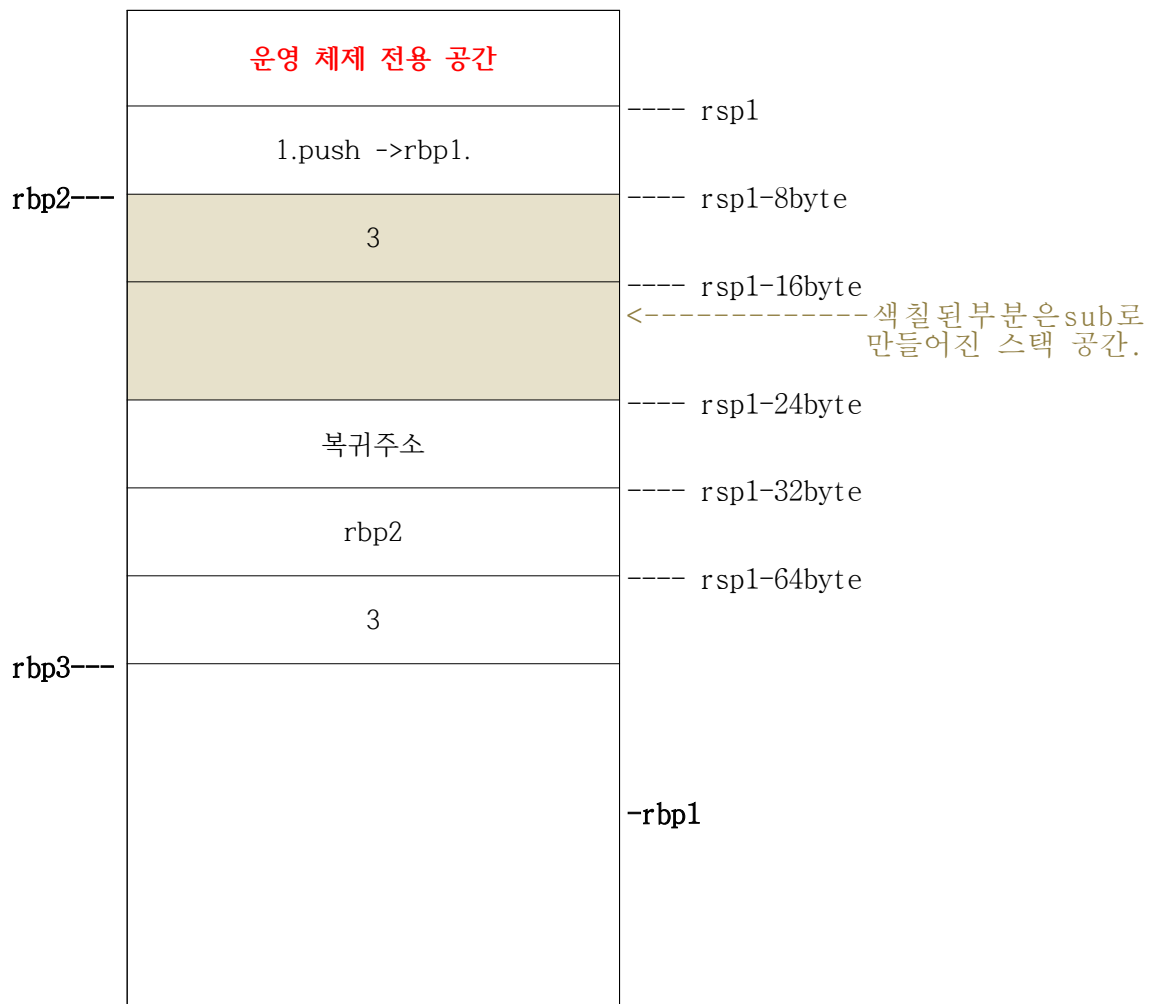 운영 체제 전용 공간
---- rsp1
1.push ->rbp1.
rbp2---
---- rsp1-8byte
3
---- rsp1-16byte
<-------------색칠된부분은sub로
만들어진 스택 공간.
---- rsp1-24byte
복귀주소
---- rsp1-32byte
rbp2
---- rsp1-64byte
3
rbp3---
-rbp1